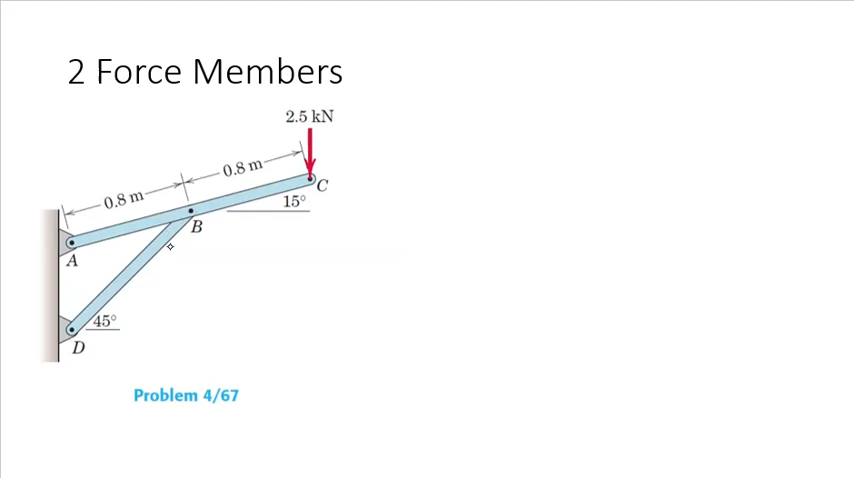 2 Force Members
2.5 kN
0.8 m
0.8 m
C
15°
B
A
45°
D
Problem 4/67